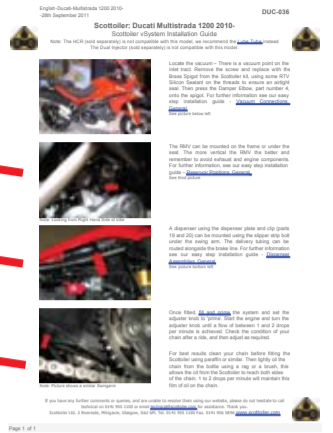 English-Ducati-Multistrada 1200 2010-
-28th September 2011
DUC-036
Scottoiler: Ducati Multistrada 1200 2010-
Scottoiler vSystem Installation Guide
Note: The HCR (sold separately) is not compatible with this model, we recommend the Lube Tube instead
The Dual Injector (sold separately) is not compatible with this model
Locate the vacuum – There is a vacuum point on
the inlet tract. Remove the screw and replace with the
Brass Spigot from the Scottoiler kit, using some RTV
Silicon Sealant on the threads to ensure an airtight
seal. Then press the Damper Elbow, part number 4,
onto the spigot. For further information see our easy
step installation guide - Vacuum Connections
General
See picture below left
The RMV can be mounted on the frame or under the
seat. The more vertical the RMV the better and
remember to avoid exhaust and engine components.
For further information, see our easy step installation
guide - Reservoir Positions General
See third picture
Note: Looking from Right Hand Side of bike
A dispenser using the dispenser plate and clip (parts
19 and 20) can be mounted using the slipper strip bolt
under the swing arm. The delivery tubing can be
routed alongside the brake line. For further information
see our easy step installation guide - Dispenser
Assemblies General
See picture below left
Once fitted, fill and prime the system and set the
adjuster knob to 'prime'. Start the engine and turn the
adjuster knob until a flow of between 1 and 2 drops
per minute is achieved. Check the condition of your
chain after a ride, and then adjust as required.
For best results clean your chain before fitting the
Scottoiler using paraffin or similar. Then lightly oil the
chain from the bottle using a rag or a brush, this
allows the oil from the Scottoiler to reach both sides
of the chain. 1 to 2 drops per minute will maintain this
film of oil on the chain.
Note: Picture shows a similar Swingarm
If you have any further comments or queries, and are unable to resolve them using our website, please do not hesitate to call
technical on 0141 955 1100 or email for assistance. Thank you.
Scottoiler Ltd. 2 Riverside, Milngavie, Glasgow, G62 6PL Tel. 0141 955 1100 Fax. www.scottoiler.com
Page 1 of 1